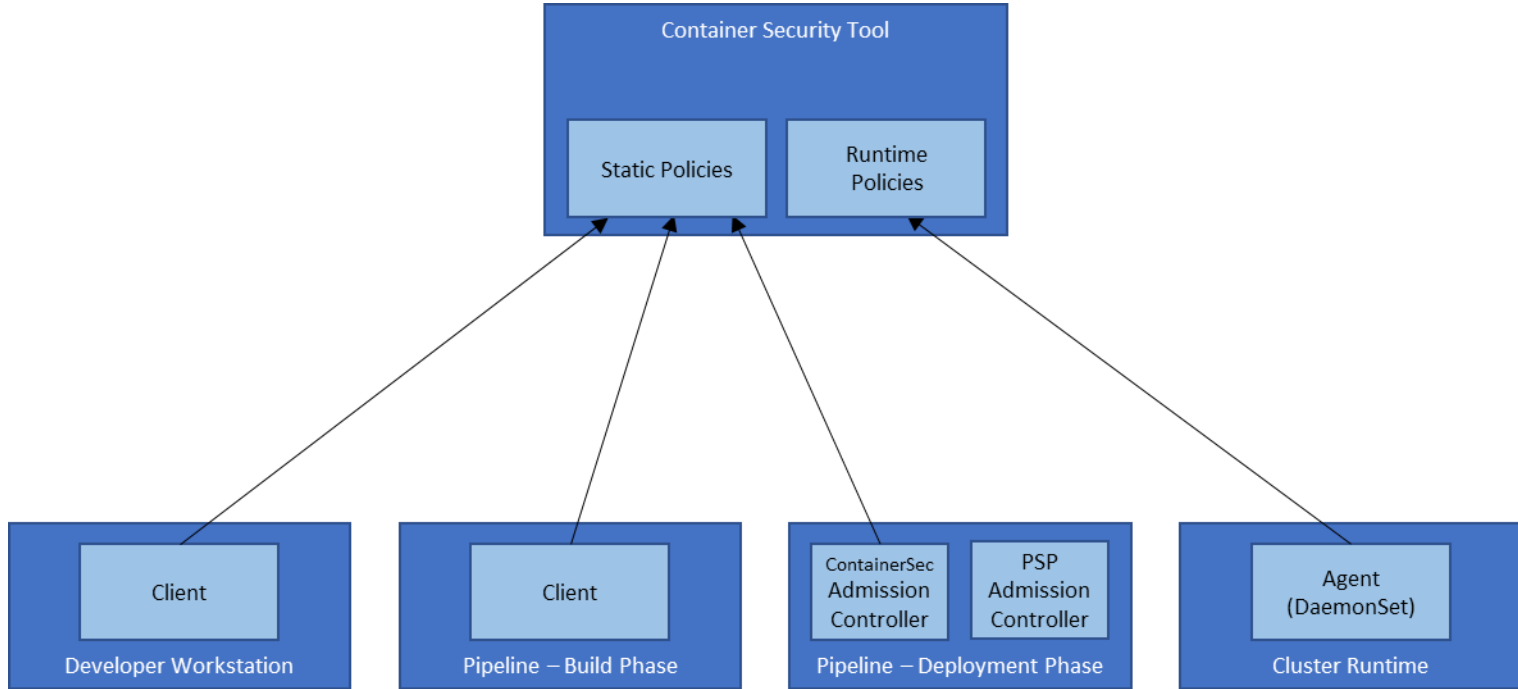 Container Security Tool
Static Policies
Runtime
Policies
Client
Developer Workstation
Client
Pipeline – Build Phase
ContainerSec
Admission
Controller
PSP
Admission
Controller
Pipeline – Deployment Phase
Agent
(DaemonSet)
Cluster Runtime